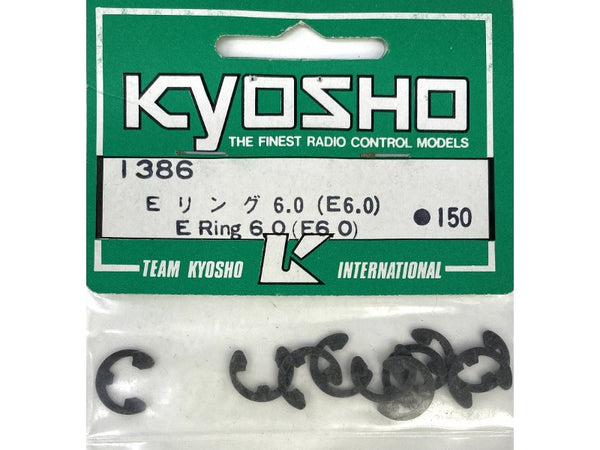 KYOSHO
THE FINEST RADIO CONTROL MODELS
1386
E リング 6.0 (E6.0)
E Ring 6.0 (E6.0)
●150
TEAM KYOSHO K INTERNATIONAL